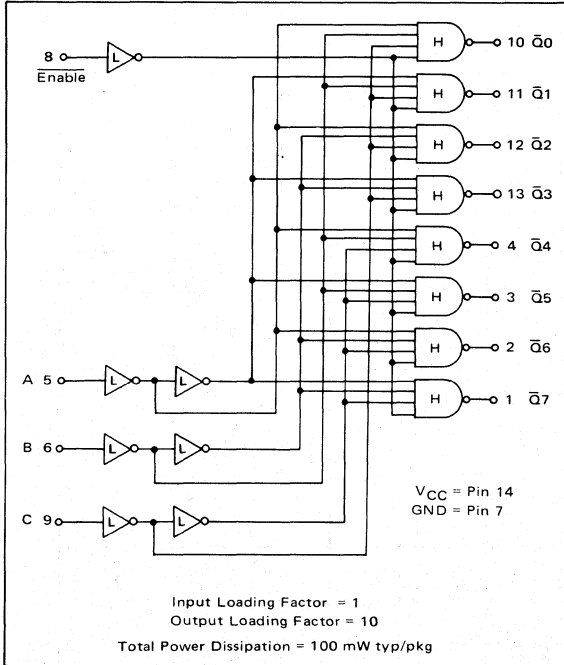 8
Enable
L
H 10 Q̅0
H 11 Q̅1
H 12 Q̅2
H 13 Q̅3
H 4 Q̅4
H 3 Q̅5
H 2 Q̅6
H 1 Q̅7
A 5 L L
B 6 L L
C 9 L L
VCC = Pin 14
GND = Pin 7
Input Loading Factor = 1
Output Loading Factor = 10
Total Power Dissipation = 100 mW typ/pkg